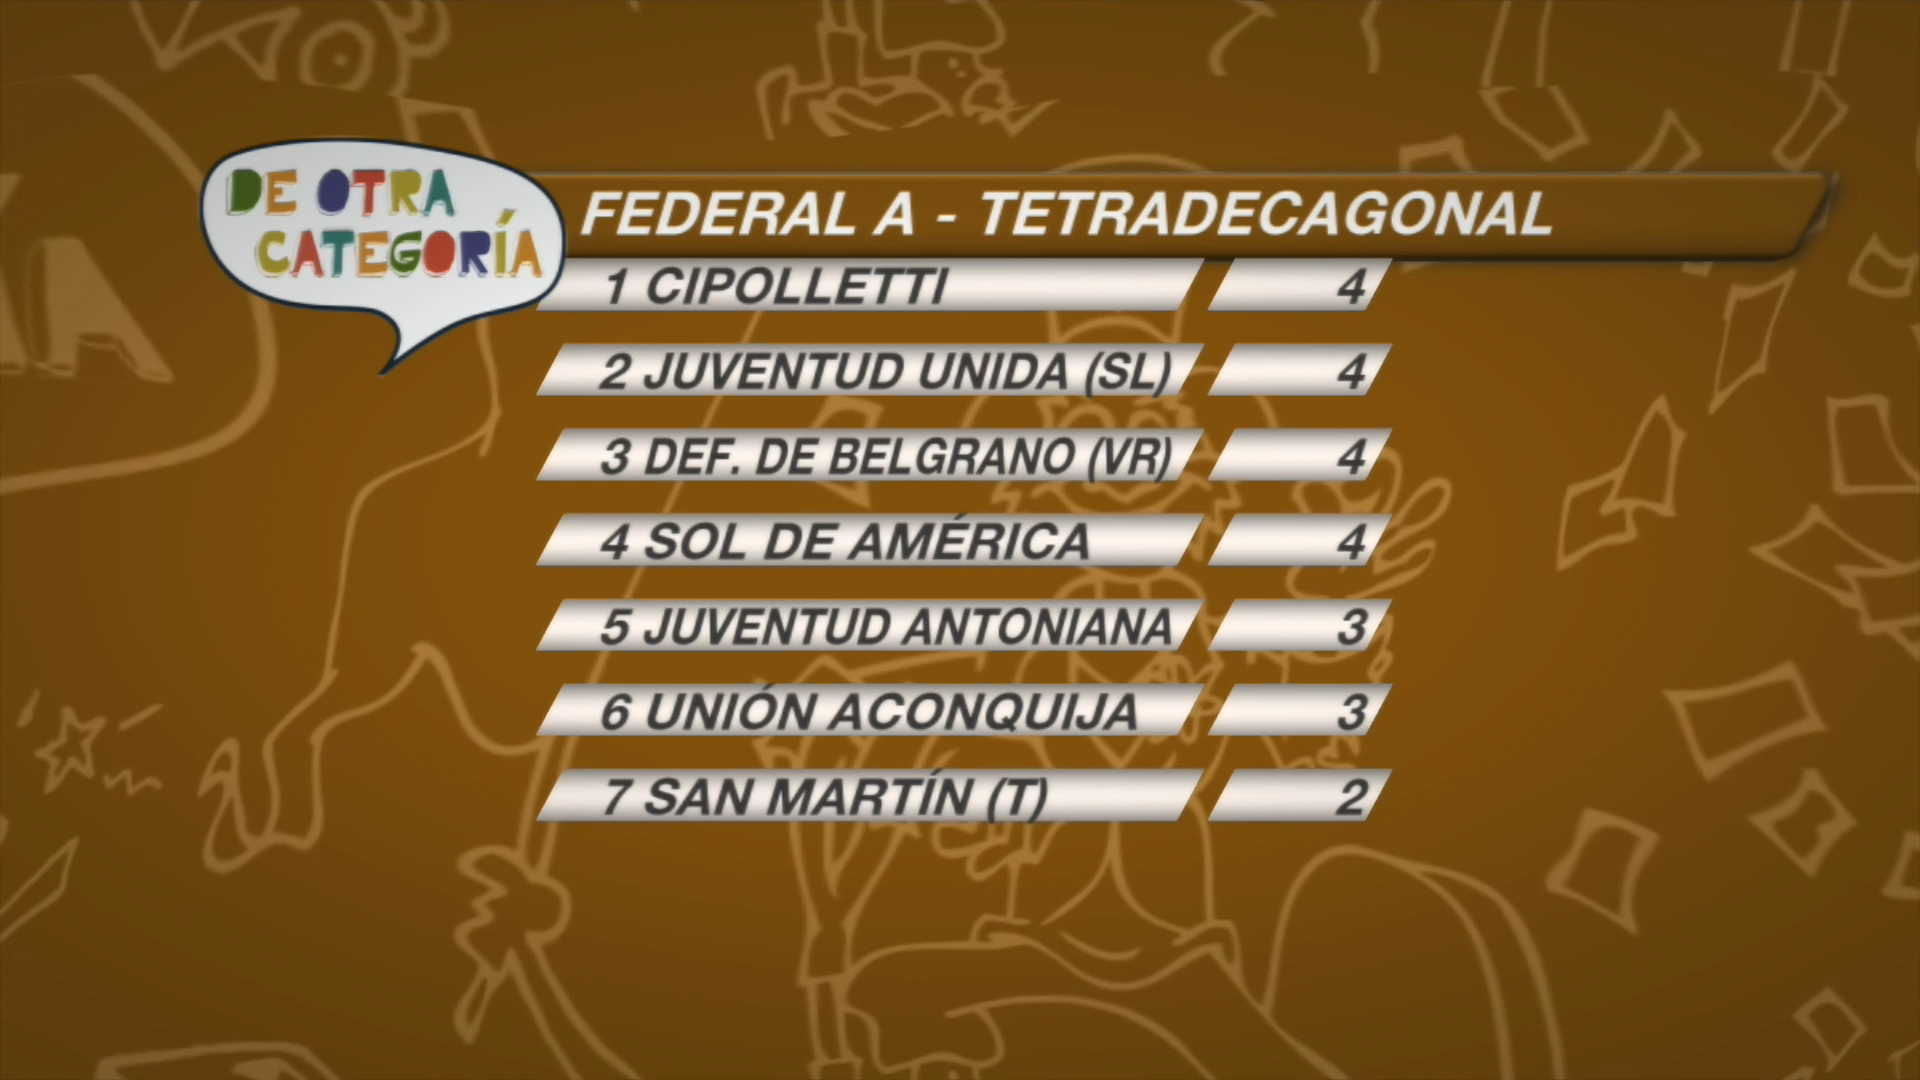 DE OTRA
CATEGORÍA
FEDERAL A - TETRADECAGONAL
1 CIPOLLETTI 4
2 JUVENTUD UNIDA (SL) 4
3 DEF. DE BELGRANO (VR) 4
4 SOL DE AMÉRICA 4
5 JUVENTUD ANTONIANA 3
6 UNIÓN ACONQUIJA 3
7 SAN MARTÍN (T) 2